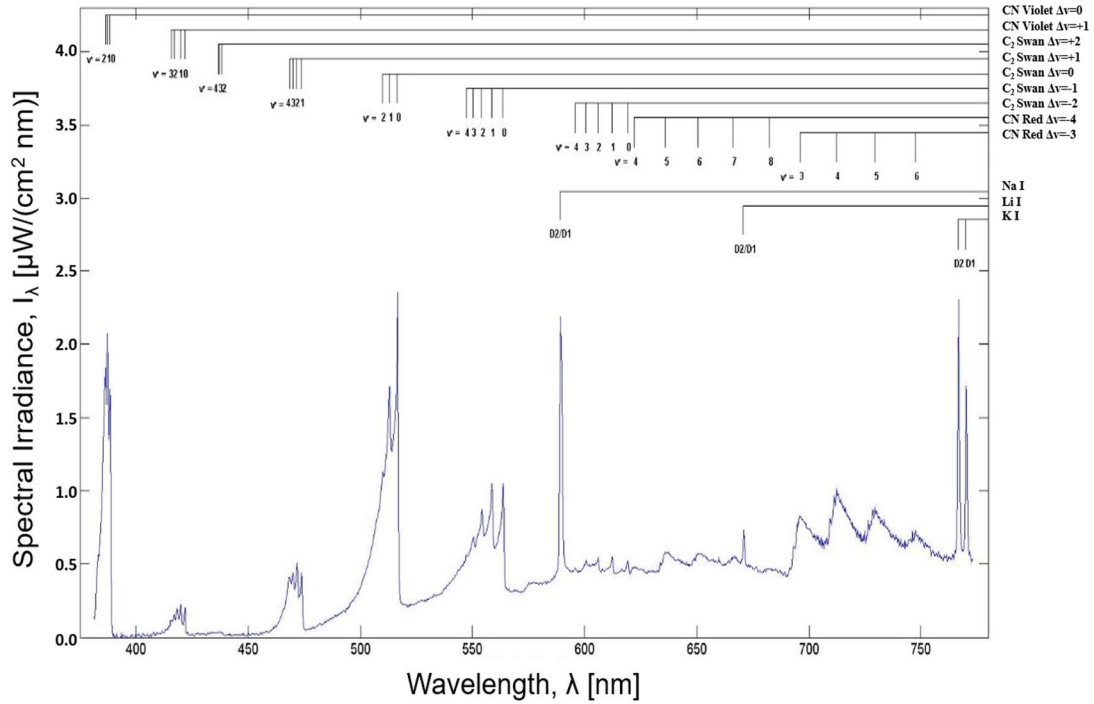 CN Violet Δv=0
CN Violet Δv=+1
C₂ Swan Δv=+2
C₂ Swan Δv=+1
C₂ Swan Δv=0
C₂ Swan Δv=-1
C₂ Swan Δv=-2
CN Red Δv=-4
CN Red Δv=-3
Na I
Li I
K I
v' = 210
v' = 3210
v' = 432
v' = 4321
v' = 2 1 0
v' = 4 3 2 1 0
v' = 4 3 2 1 0
v' = 4 5 6 7 8
v' = 3 4 5 6
D2/D1
D2/D1
D2 D1
Spectral Irradiance, Iλ [µW/(cm² nm)]
4.0
3.5
3.0
2.5
2.0
1.5
1.0
0.5
0.0
400 450 500 550 600 650 700 750
Wavelength, λ [nm]